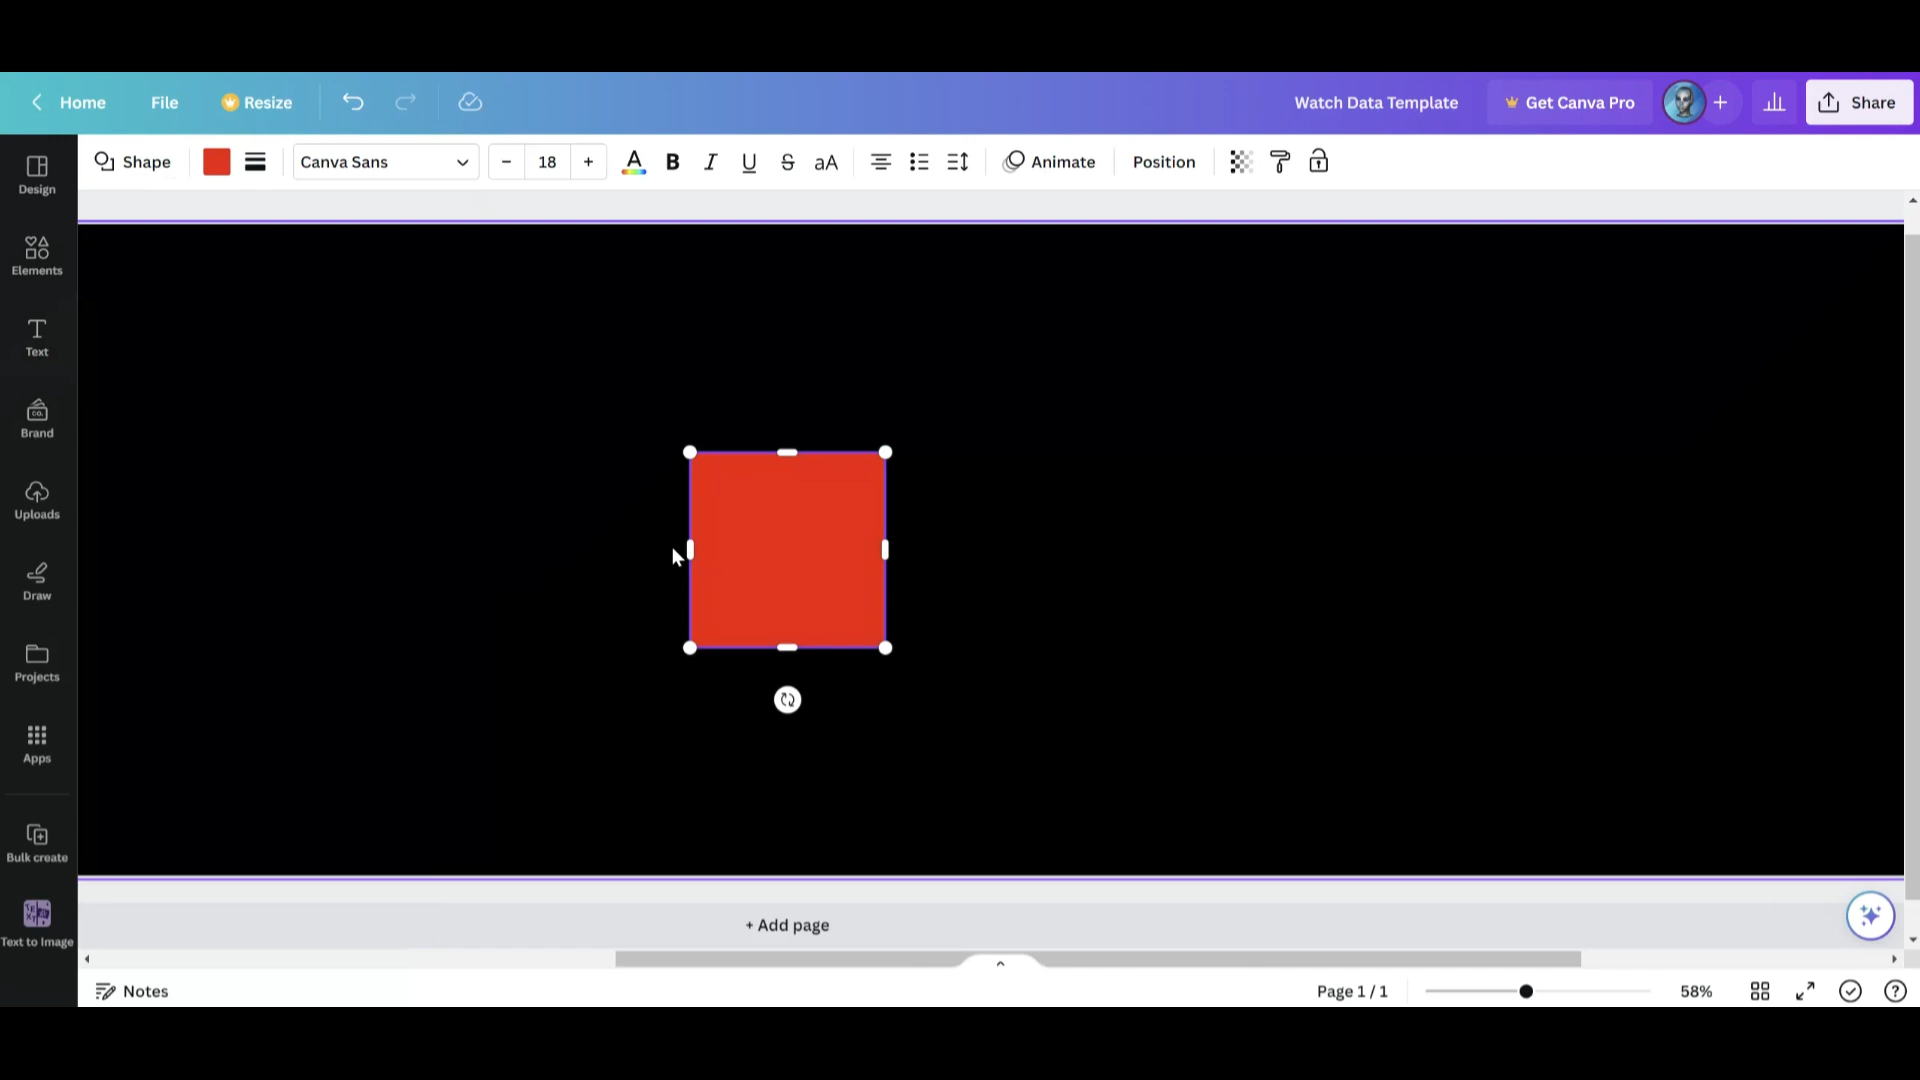 Home File Resize Watch Data Template Get Canva Pro + Share
Shape Canva Sans - 18 + A B I U S aA Animate Position
Design
Elements
Text
Brand
Uploads
Draw
Projects
Apps
Bulk create
Text to Image
+ Add page
Notes Page 1 / 1 58%